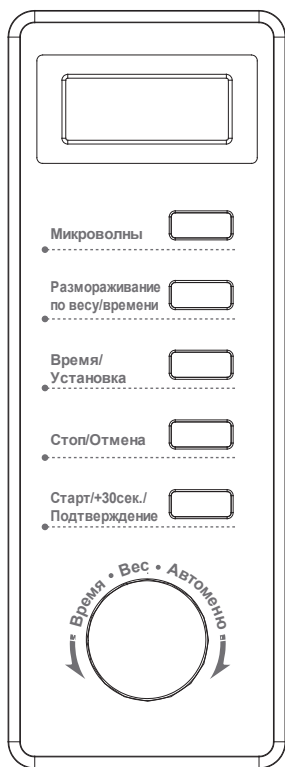 Микроволны
Размораживание
по весу/времени
Время/
Установка
Стоп/Отмена
Старт/+30сек./
Подтверждение
Время • Вес • Автоменю